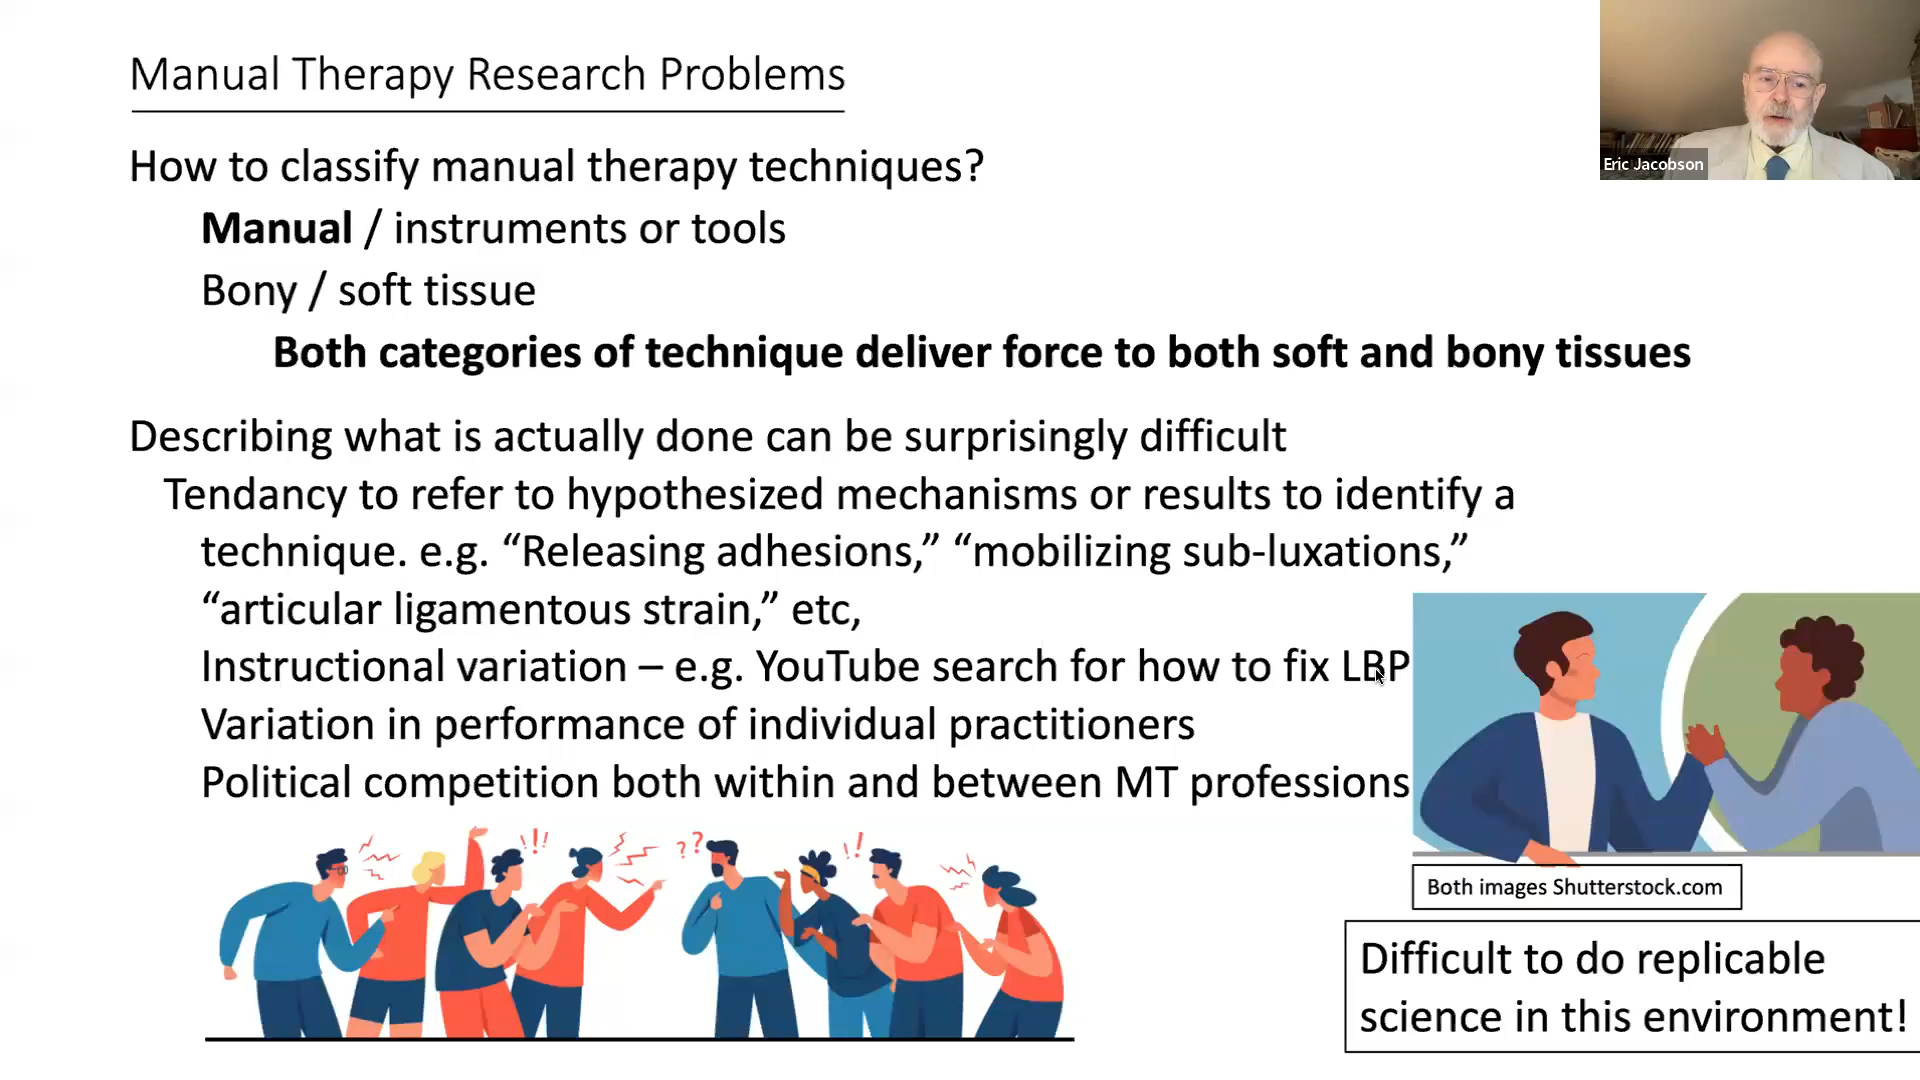 Manual Therapy Research Problems
Eric Jacobson
How to classify manual therapy techniques?
Manual / instruments or tools
Bony / soft tissue
Both categories of technique deliver force to both soft and bony tissues
Describing what is actually done can be surprisingly difficult
Tendancy to refer to hypothesized mechanisms or results to identify a
technique. e.g. “Releasing adhesions,” “mobilizing sub-luxations,”
“articular ligamentous strain,” etc,
Instructional variation – e.g. YouTube search for how to fix LBP
Variation in performance of individual practitioners
Political competition both within and between MT professions
!!!
??
!
Both images Shutterstock.com
Difficult to do replicable
science in this environment!